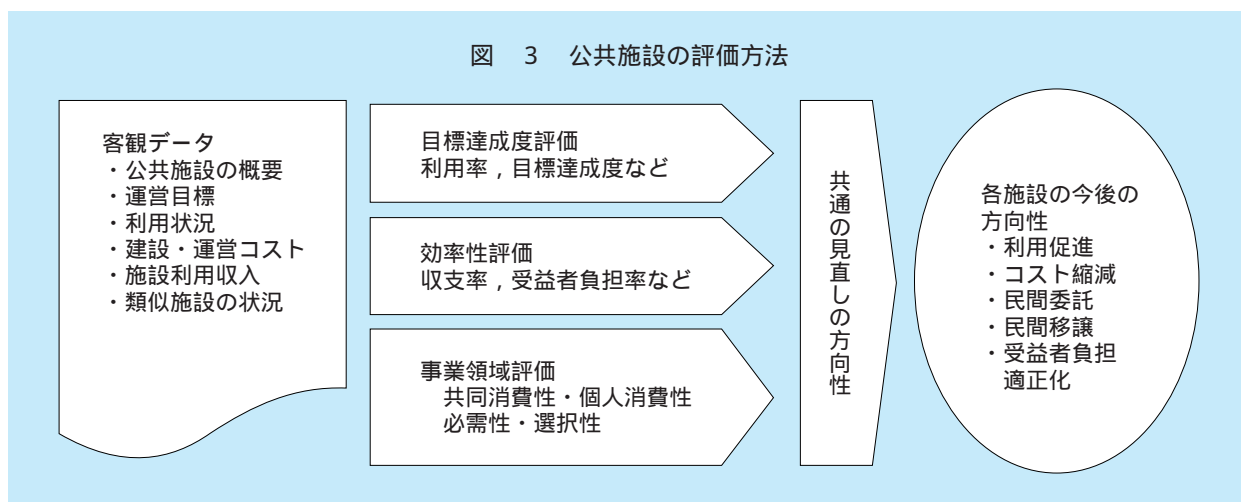 図 3 公共施設の評価方法
客観データ
・公共施設の概要
・運営目標
・利用状況
・建設・運営コスト
・施設利用収入
・類似施設の状況
目標達成度評価
利用率，目標達成度など
効率性評価
収支率，受益者負担率など
事業領域評価
共同消費性・個人消費性
必需性・選択性
共通の見直しの方向性
各施設の今後の
方向性
・利用促進
・コスト縮減
・民間委託
・民間移譲
・受益者負担
適正化